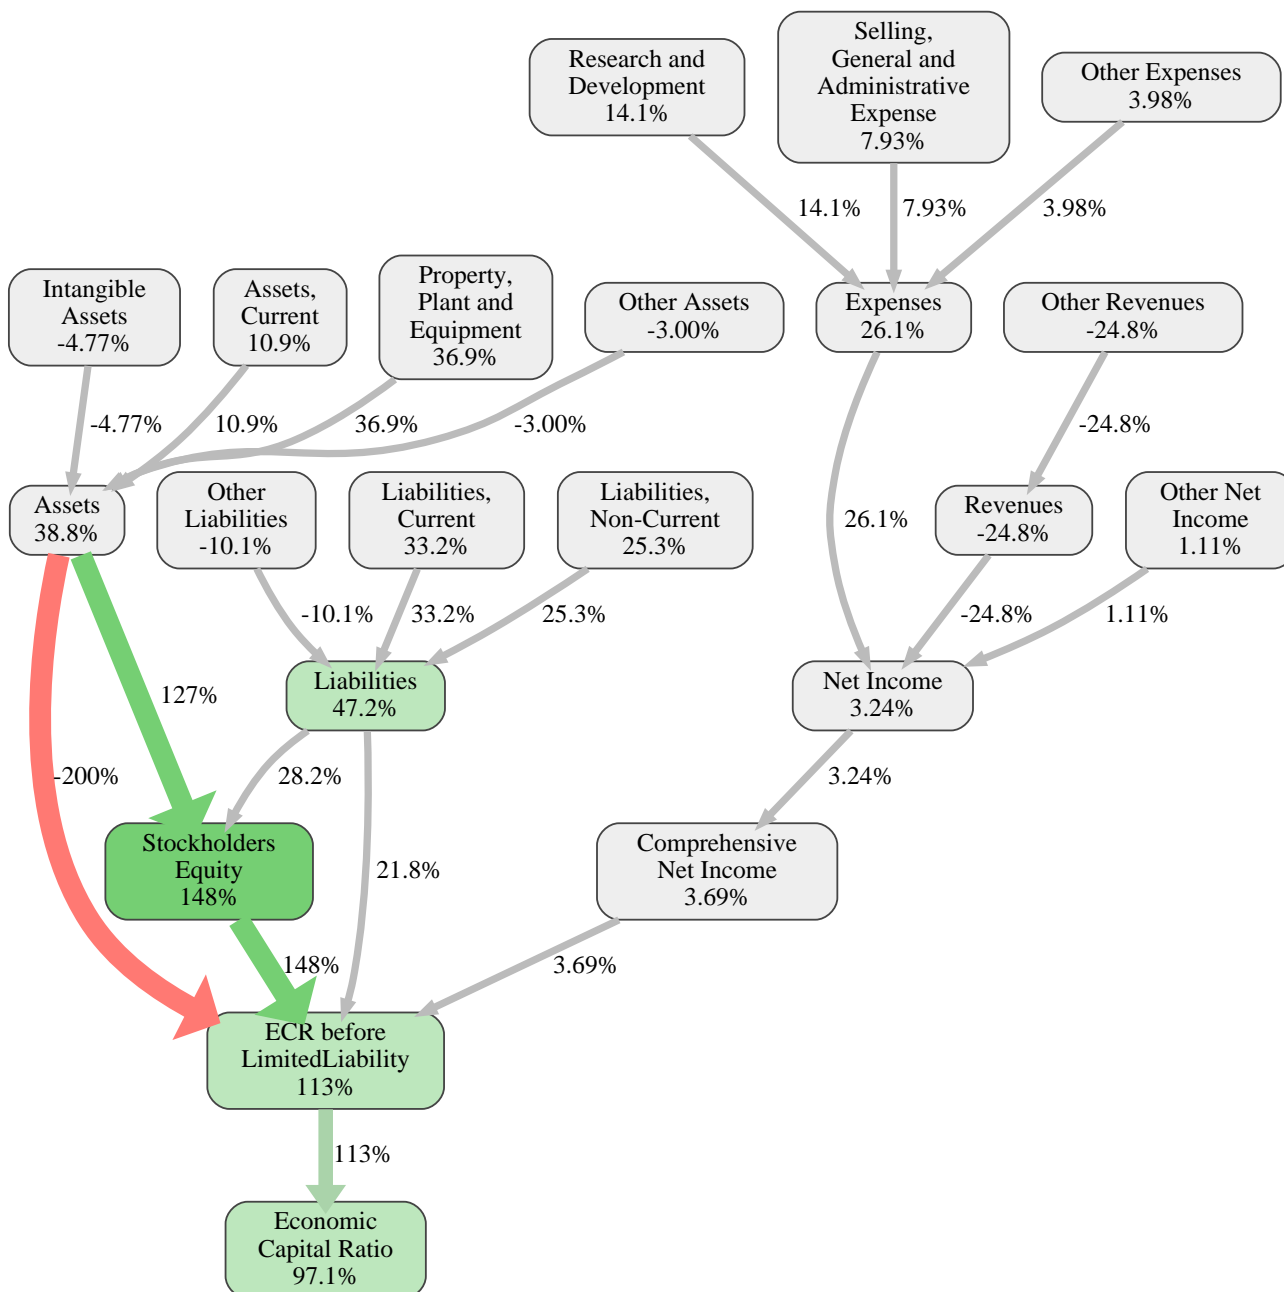 Research and
Development
14.1%
Selling,
General and
Administrative
Expense
7.93%
Other Expenses
3.98%
14.1%
7.93%
3.98%
Intangible
Assets
-4.77%
Assets,
Current
10.9%
Property,
Plant and
Equipment
36.9%
Other Assets
-3.00%
Expenses
26.1%
Other Revenues
-24.8%
-4.77%
10.9%
36.9%
-3.00%
-24.8%
Assets
38.8%
Other
Liabilities
-10.1%
Liabilities,
Current
33.2%
Liabilities,
Non-Current
25.3%
26.1%
Revenues
-24.8%
Other Net
Income
1.11%
-10.1%
33.2%
25.3%
-24.8%
1.11%
127%
Liabilities
47.2%
Net Income
3.24%
-200%
28.2%
3.24%
Stockholders
Equity
148%
21.8%
Comprehensive
Net Income
3.69%
148%
3.69%
ECR before
LimitedLiability
113%
113%
Economic
Capital Ratio
97.1%